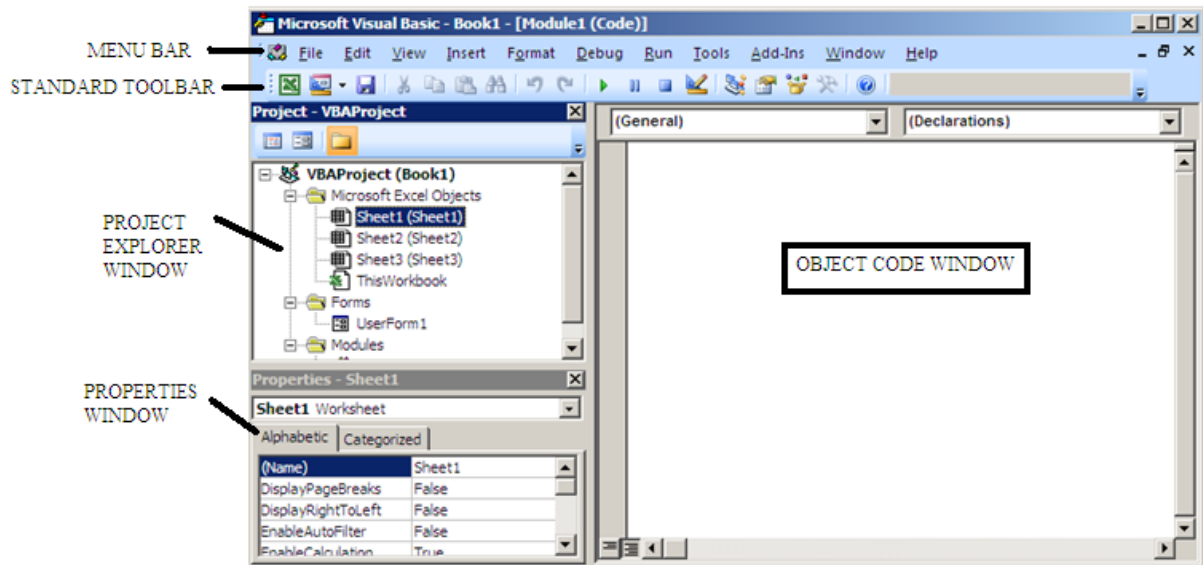 Microsoft Visual Basic - Book1 - [Module1 (Code)]
MENU BAR
File Edit View Insert Format Debug Run Tools Add-Ins Window Help
STANDARD TOOLBAR
Project - VBAProject
(General)
(Declarations)
VBAProject (Book1)
Microsoft Excel Objects
Sheet1 (Sheet1)
Sheet2 (Sheet2)
Sheet3 (Sheet3)
ThisWorkbook
Forms
UserForm1
Modules
PROJECT
EXPLORER
WINDOW
OBJECT CODE WINDOW
Properties - Sheet1
PROPERTIES
WINDOW
Sheet1 Worksheet
Alphabetic Categorized
(Name) Sheet1
DisplayPageBreaks False
DisplayRightToLeft False
EnableAutoFilter False
EnableCalculation True